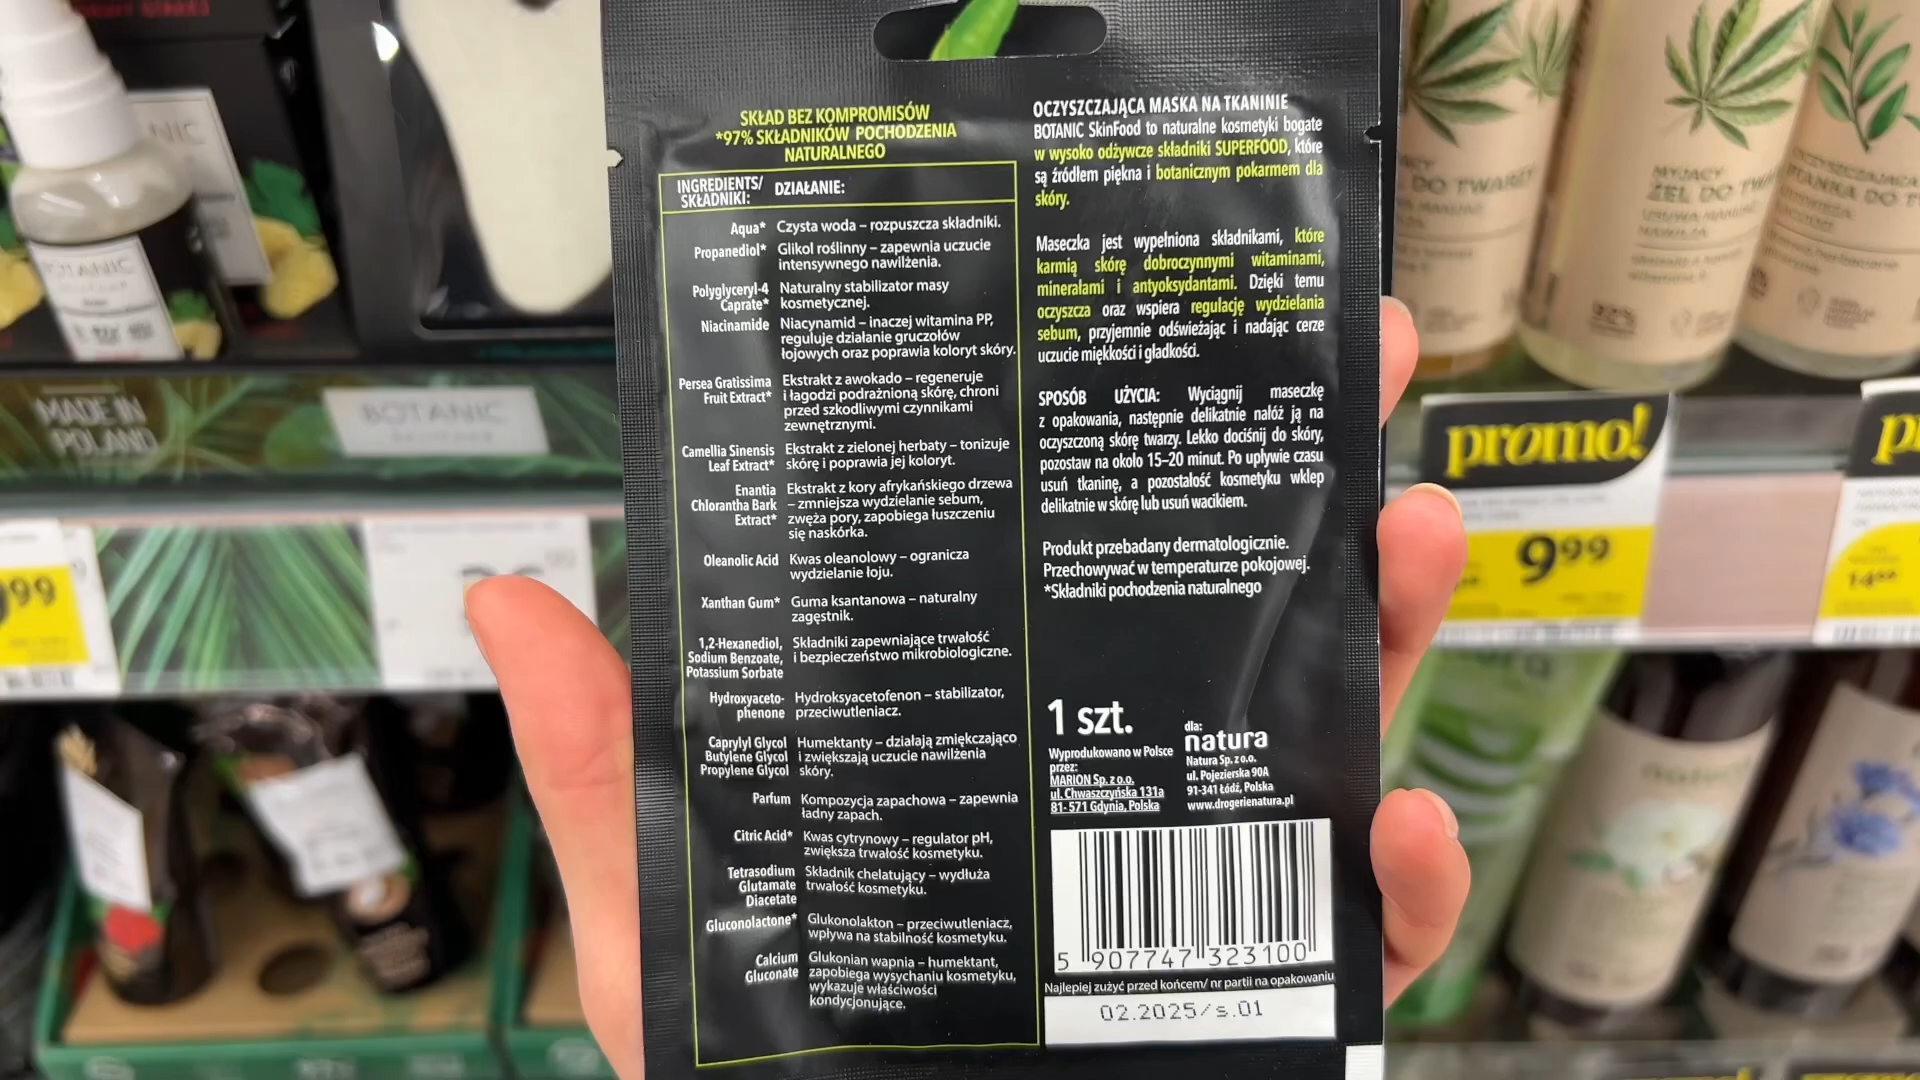 SKŁAD BEZ KOMPROMISÓW
*97% SKŁADNIKÓW POCHODZENIA
NATURALNEGO
INGREDIENTS/
SKŁADNIKI:
DZIAŁANIE:
Aqua* Czysta woda – rozpuszcza składniki.
Propanediol* Glikol roślinny – zapewnia uczucie
intensywnego nawilżenia.
Polyglyceryl-4 Naturalny stabilizator masy
Caprate* kosmetycznej.
Niacinamide Niacynamid – inaczej witamina PP,
reguluje działanie gruczołów
łojowych oraz poprawia koloryt skóry.
Persea Gratissima Ekstrakt z awokado – regeneruje
Fruit Extract* i łagodzi podrażnioną skórę, chroni
przed szkodliwymi czynnikami
zewnętrznymi.
Camellia Sinensis Ekstrakt z zielonej herbaty – tonizuje
Leaf Extract* skórę i poprawia jej koloryt.
Enantia Ekstrakt z kory afrykańskiego drzewa
Chlorantha Bark – zmniejsza wydzielanie sebum,
Extract* zwęża pory, zapobiega łuszczeniu
się naskórka.
Oleanolic Acid Kwas oleanolowy – ogranicza
wydzielanie łoju.
Xanthan Gum* Guma ksantanowa – naturalny
zagęstnik.
1,2-Hexanediol, Składniki zapewniające trwałość
Sodium Benzoate, i bezpieczeństwo mikrobiologiczne.
Potassium Sorbate
Hydroxyaceto- Hydroksyacetofenon – stabilizator,
phenone przeciwutleniacz.
Caprylyl Glycol Humektanty – działają zmiękczająco
Butylene Glycol i zwiększają uczucie nawilżenia
Propylene Glycol skóry.
Parfum Kompozycja zapachowa – zapewnia
ładny zapach.
Citric Acid* Kwas cytrynowy – regulator pH,
zwiększa trwałość kosmetyku.
Tetrasodium Składnik chelatujący – wydłuża
Glutamate trwałość kosmetyku.
Diacetate
Gluconolactone* Glukonolakton – przeciwutleniacz,
wpływa na stabilność kosmetyku.
Calcium Glukonian wapnia – humektant,
Gluconate zapobiega wysychaniu kosmetyku,
wykazuje właściwości
kondycjonujące.
OCZYSZCZAJĄCA MASKA NA TKANINIE
BOTANIC SkinFood to naturalne kosmetyki bogate
w wysoko odżywcze składniki SUPERFOOD, które
są źródłem piękna i botanicznym pokarmem dla
skóry.
Maseczka jest wypełniona składnikami, które
karmią skórę dobroczynnymi witaminami,
minerałami i antyoksydantami. Dzięki temu
oczyszcza oraz wspiera regulację wydzielania
sebum, przyjemnie odświeżając i nadając cerze
uczucie miękkości i gładkości.
SPOSÓB UŻYCIA: Wyciągnij maseczkę
z opakowania, następnie delikatnie nałóż ją na
oczyszczoną skórę twarzy. Lekko dociśnij do skóry,
pozostaw na około 15–20 minut. Po upływie czasu
usuń tkaninę, a pozostałość kosmetyku wklep
delikatnie w skórę lub usuń wacikiem.
Produkt przebadany dermatologicznie.
Przechowywać w temperaturze pokojowej.
*Składniki pochodzenia naturalnego
1 szt.
Wyprodukowano w Polsce
przez:
MARION Sp. z o.o.
ul. Chwaszczyńska 131a
81- 571 Gdynia, Polska
dla:
natura
Natura Sp. z o.o.
ul. Pojezierska 90A
91-341 Łódź, Polska
www.drogerienatura.pl
5 907747 323100
Najlepiej zużyć przed końcem/ nr partii na opakowaniu
02.2025/s.01
MADE IN
POLAND
BOTANIC
BOTANIC
99
promo!
9 99
MYJĄCY
ŻEL DO
92%